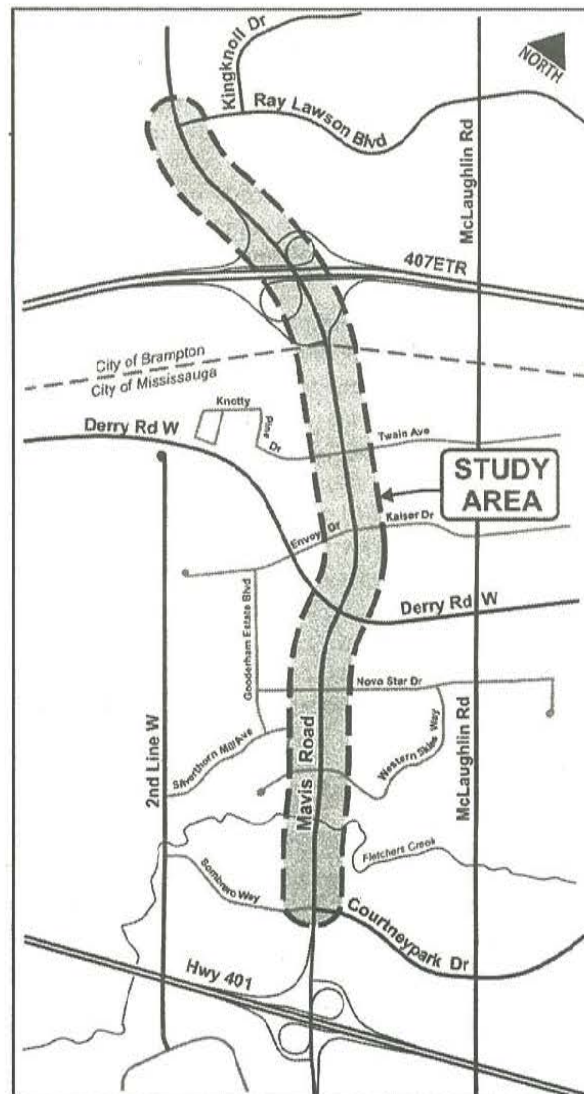 Kingknoll Dr
NORTH
Ray Lawson Blvd
McLaughlin Rd
407ETR
City of Brampton
City of Mississauga
Knotty
Pine
Dr
Derry Rd W
Twain Ave
STUDY
AREA
Envoy Dr
Kaiser Dr
Gooderham Estate Blvd
Derry Rd W
Nova Star Dr
2nd Line W
Silverthorn Mill Ave
Mavis Road
Western Skies Way
McLaughlin Rd
Fletchers Creek
Sombrero Way
Courtneypark Dr
Hwy 401